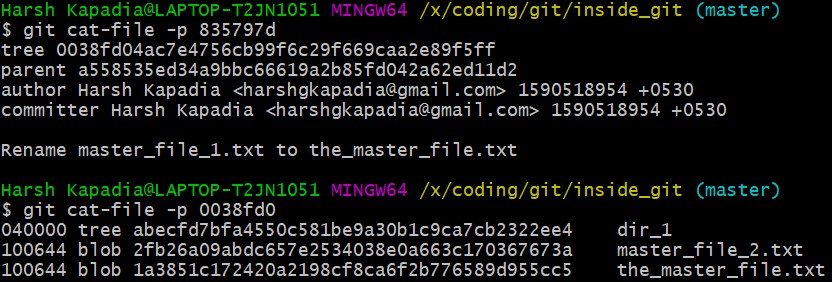 Harsh Kapadia@LAPTOP-T2JN1051 MINGW64 /x/coding/git/inside_git (master)
$ git cat-file -p 835797d
tree 0038fd04ac7e4756cb99f6c29f669caa2e89f5ff
parent a558535ed34a9bbc66619a2b85fd042a62ed11d2
author Harsh Kapadia <harshgkapadia@gmail.com> 1590518954 +0530
committer Harsh Kapadia <harshgkapadia@gmail.com> 1590518954 +0530
Rename master_file_1.txt to the_master_file.txt
Harsh Kapadia@LAPTOP-T2JN1051 MINGW64 /x/coding/git/inside_git (master)
$ git cat-file -p 0038fd0
040000 tree abecfd7bfa4550c581be9a30b1c9ca7cb2322ee4    dir_1
100644 blob 2fb26a09abdc657e2534038e0a663c170367673a    master_file_2.txt
100644 blob 1a3851c172420a2198cf8ca6f2b776589d955cc5    the_master_file.txt